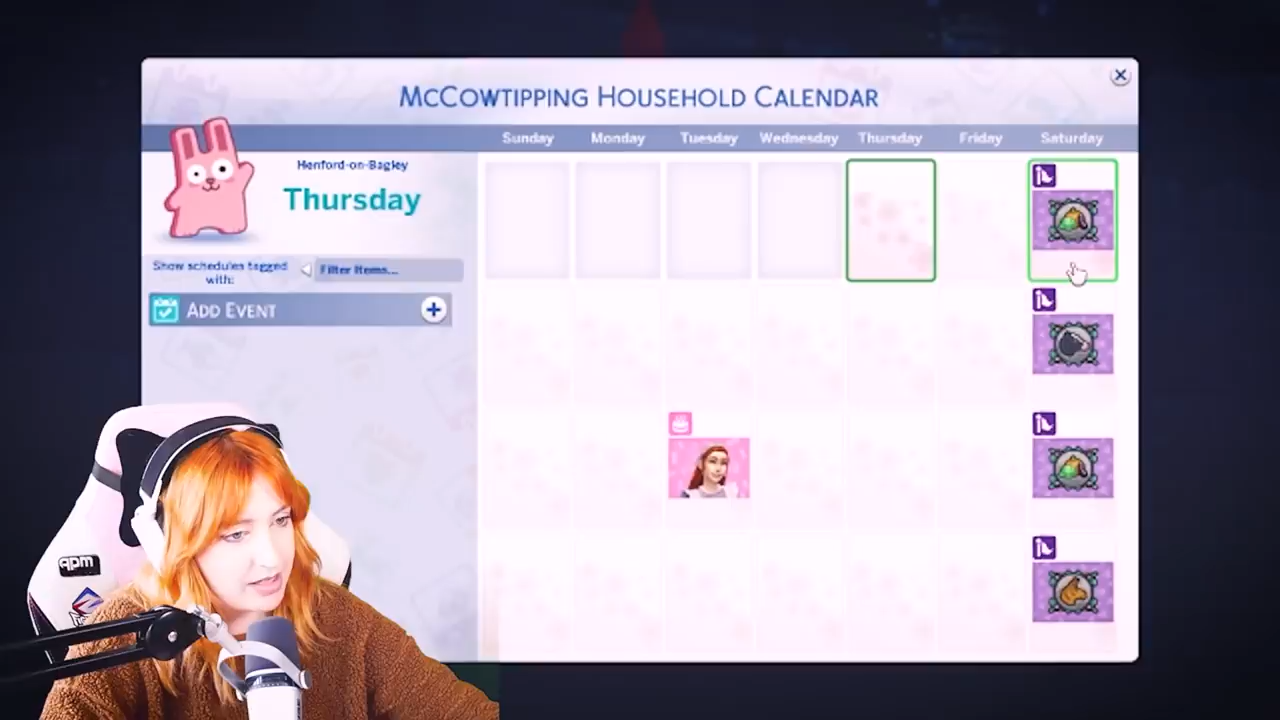 McCowtipping Household Calendar
Sunday Monday Tuesday Wednesday Thursday Friday Saturday
Henford-on-Bagley
Thursday
Show schedules tagged
with:
Filter Items...
Add Event
apm